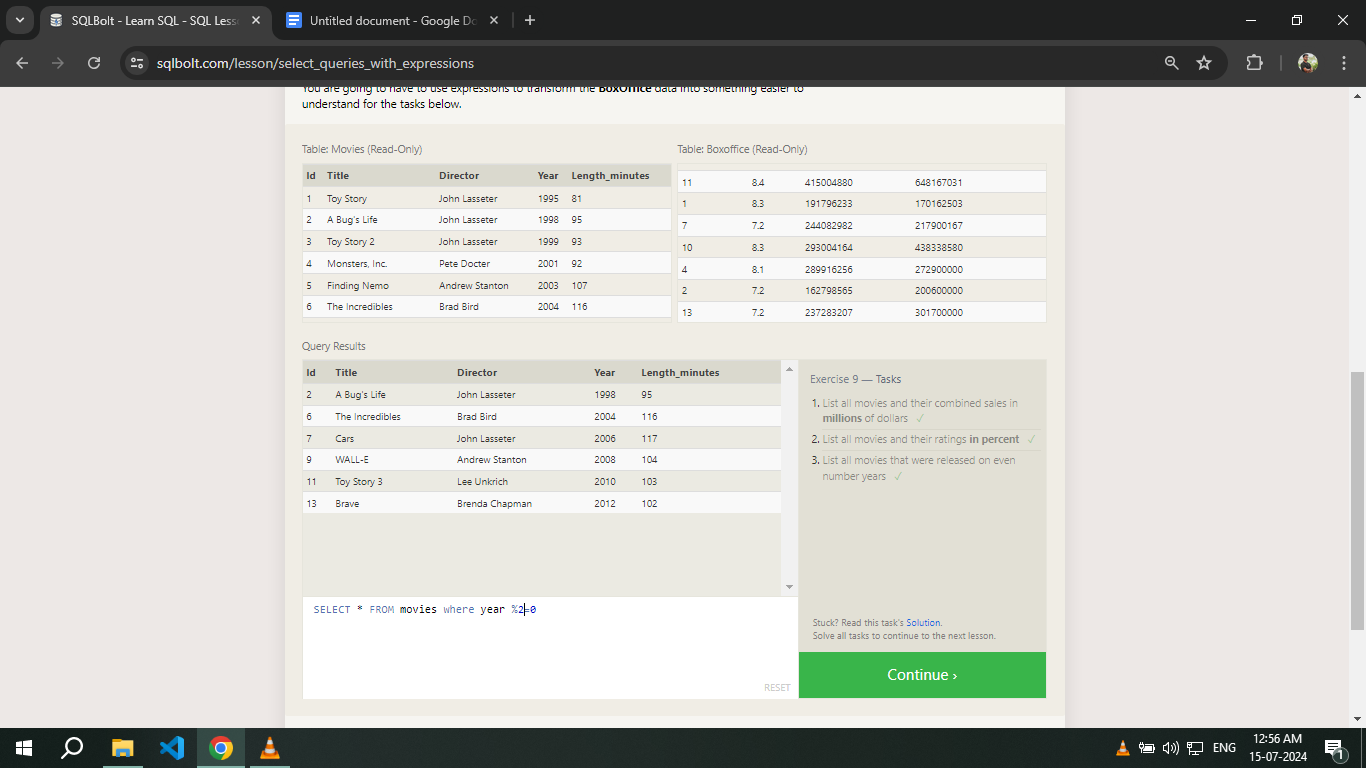 SQLBolt - Learn SQL - SQL Less
Untitled document - Google Do
sqlbolt.com/lesson/select_queries_with_expressions
You are going to have to use expressions to transform the BoxOffice data into something easier to
understand for the tasks below.
Table: Movies (Read-Only)
Id Title Director Year Length_minutes
1 Toy Story John Lasseter 1995 81
2 A Bug's Life John Lasseter 1998 95
3 Toy Story 2 John Lasseter 1999 93
4 Monsters, Inc. Pete Docter 2001 92
5 Finding Nemo Andrew Stanton 2003 107
6 The Incredibles Brad Bird 2004 116
Table: Boxoffice (Read-Only)
11 8.4 415004880 648167031
1 8.3 191796233 170162503
7 7.2 244082982 217900167
10 8.3 293004164 438338580
4 8.1 289916256 272900000
2 7.2 162798565 200600000
13 7.2 237283207 301700000
Query Results
Id Title Director Year Length_minutes
2 A Bug's Life John Lasseter 1998 95
6 The Incredibles Brad Bird 2004 116
7 Cars John Lasseter 2006 117
9 WALL-E Andrew Stanton 2008 104
11 Toy Story 3 Lee Unkrich 2010 103
13 Brave Brenda Chapman 2012 102
SELECT * FROM movies where year %2=0
RESET
Exercise 9 — Tasks
1. List all movies and their combined sales in
millions of dollars ✓
2. List all movies and their ratings in percent ✓
3. List all movies that were released on even
number years ✓
Stuck? Read this task's Solution.
Solve all tasks to continue to the next lesson.
Continue ›
ENG
12:56 AM
15-07-2024
1